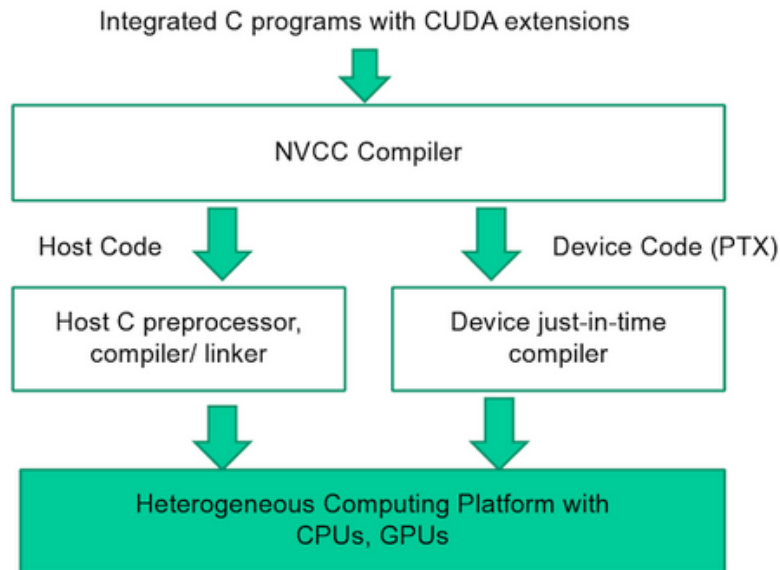 Integrated C programs with CUDA extensions
NVCC Compiler
Host Code
Device Code (PTX)
Host C preprocessor,
compiler/ linker
Device just-in-time
compiler
Heterogeneous Computing Platform with
CPUs, GPUs